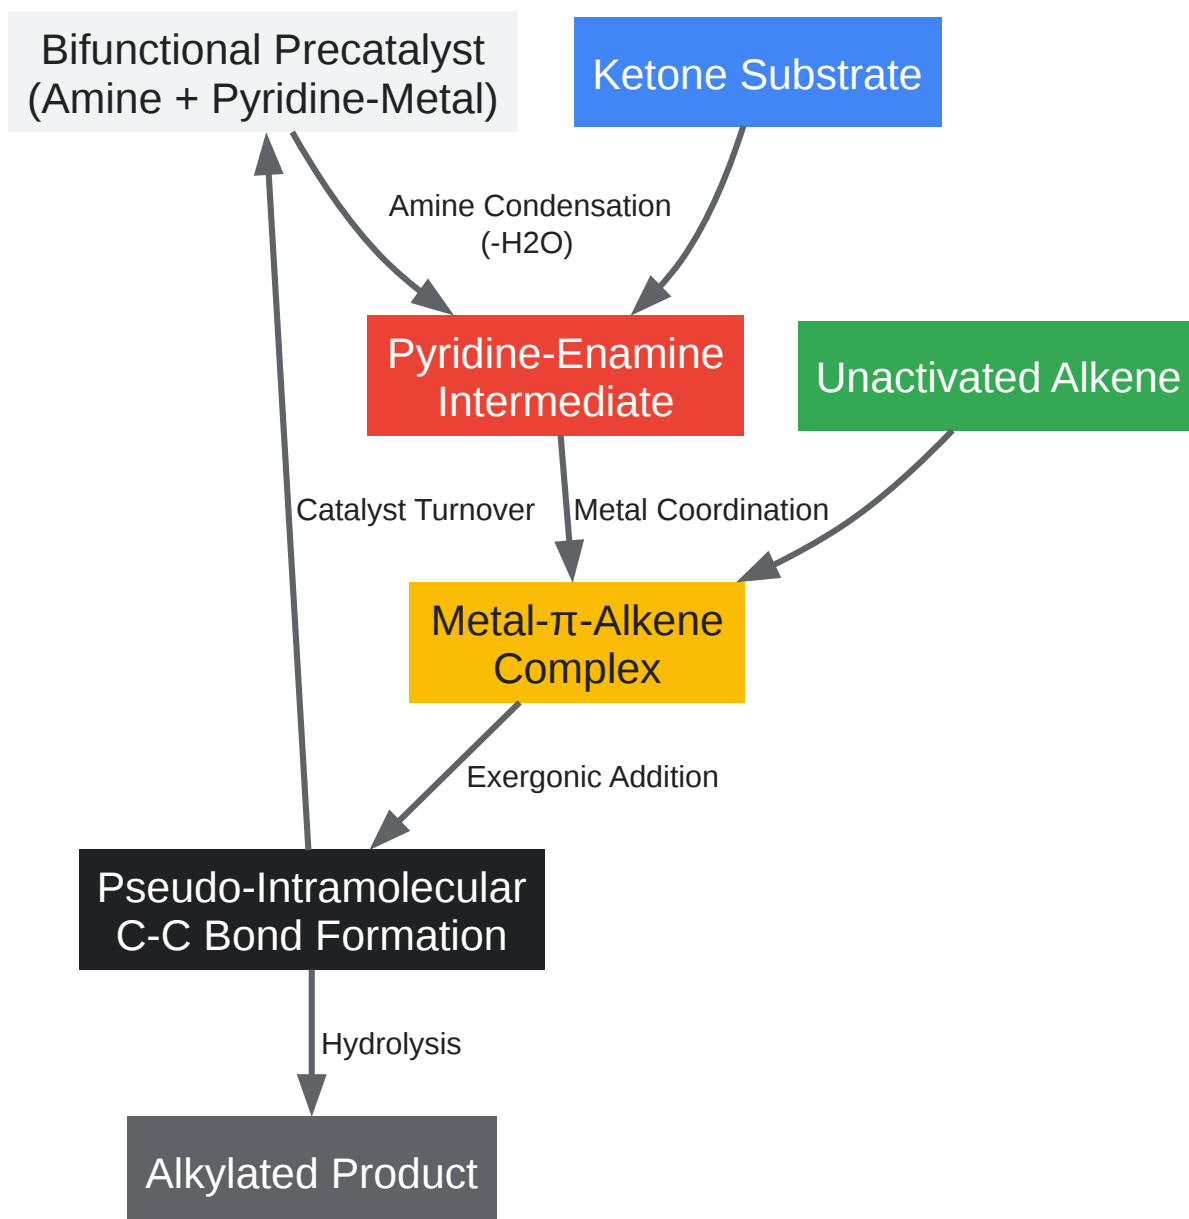 Bifunctional Precatalyst
(Amine + Pyridine-Metal)
Ketone Substrate
Amine Condensation
(-H2O)
Pyridine-Enamine
Intermediate
Unactivated Alkene
Catalyst Turnover
Metal Coordination
Metal-π-Alkene
Complex
Exergonic Addition
Pseudo-Intramolecular
C-C Bond Formation
Hydrolysis
Alkylated Product